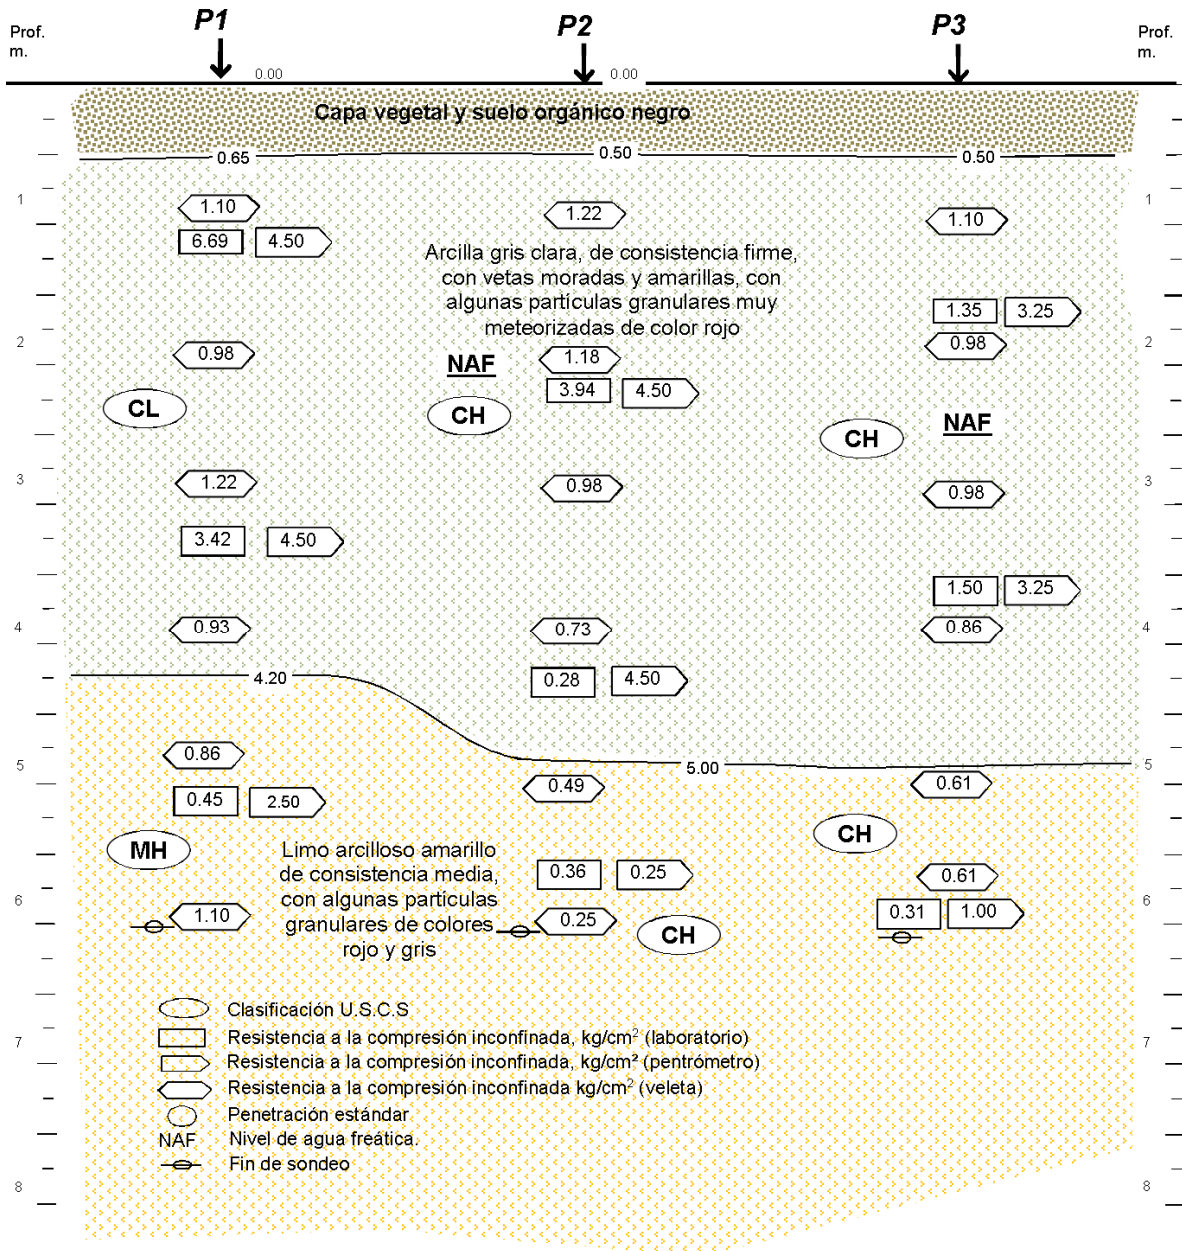 P1
P2
P3
Prof.
m.
Prof.
m.
0.00
0.00
Capa vegetal y suelo orgánico negro
0.65
0.50
0.50
1
1.10
1.22
1.10
1
6.69
4.50
Arcilla gris clara, de consistencia firme,
con vetas moradas y amarillas, con
algunas partículas granulares muy
meteorizadas de color rojo
1.35
3.25
2
0.98
NAF
1.18
0.98
2
3.94
4.50
CL
CH
CH
NAF
3
1.22
0.98
0.98
3
3.42
4.50
1.50
3.25
4
0.93
0.73
0.86
4
4.20
0.28
4.50
5
0.86
5.00
5
0.49
0.61
0.45
2.50
MH
CH
Limo arcilloso amarillo
de consistencia media,
con algunas partículas
granulares de colores
rojo y gris
0.36
0.25
0.61
6
1.10
0.25
0.31
1.00
6
CH
Clasificación U.S.C.S
Resistencia a la compresión inconfinada, kg/cm² (laboratorio)
Resistencia a la compresión inconfinada, kg/cm² (pentrómetro)
Resistencia a la compresión inconfinada kg/cm² (veleta)
Penetración estándar
NAF Nivel de agua freática.
Fin de sondeo
7
7
8
8